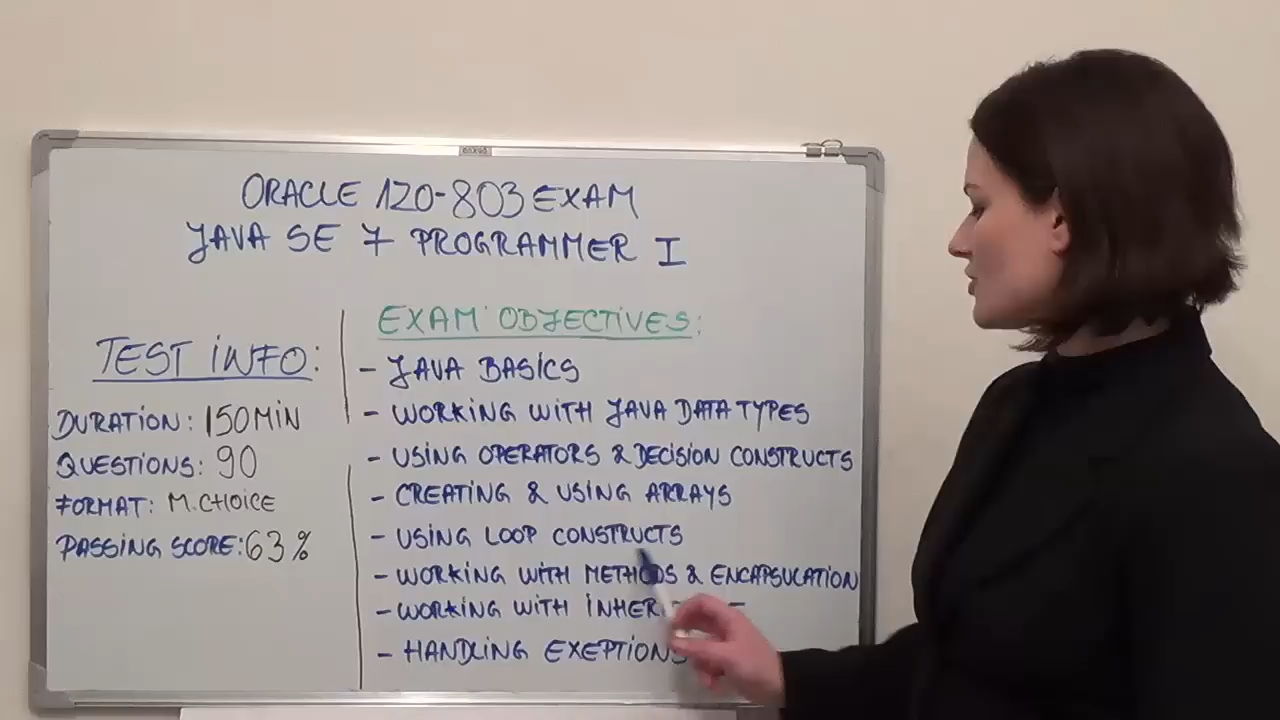 ORACLE 1Z0-803 EXAM
JAVA SE 7 PROGRAMMER I
TEST INFO:
DURATION: 150 MIN
QUESTIONS: 90
FORMAT: M. CHOICE
PASSING SCORE: 63%
EXAM OBJECTIVES:
- JAVA BASICS
- WORKING WITH JAVA DATA TYPES
- USING OPERATORS & DECISION CONSTRUCTS
- CREATING & USING ARRAYS
- USING LOOP CONSTRUCTS
- WORKING WITH METHODS & ENCAPSULATION
- WORKING WITH
- HANDLING EXEPTIONS